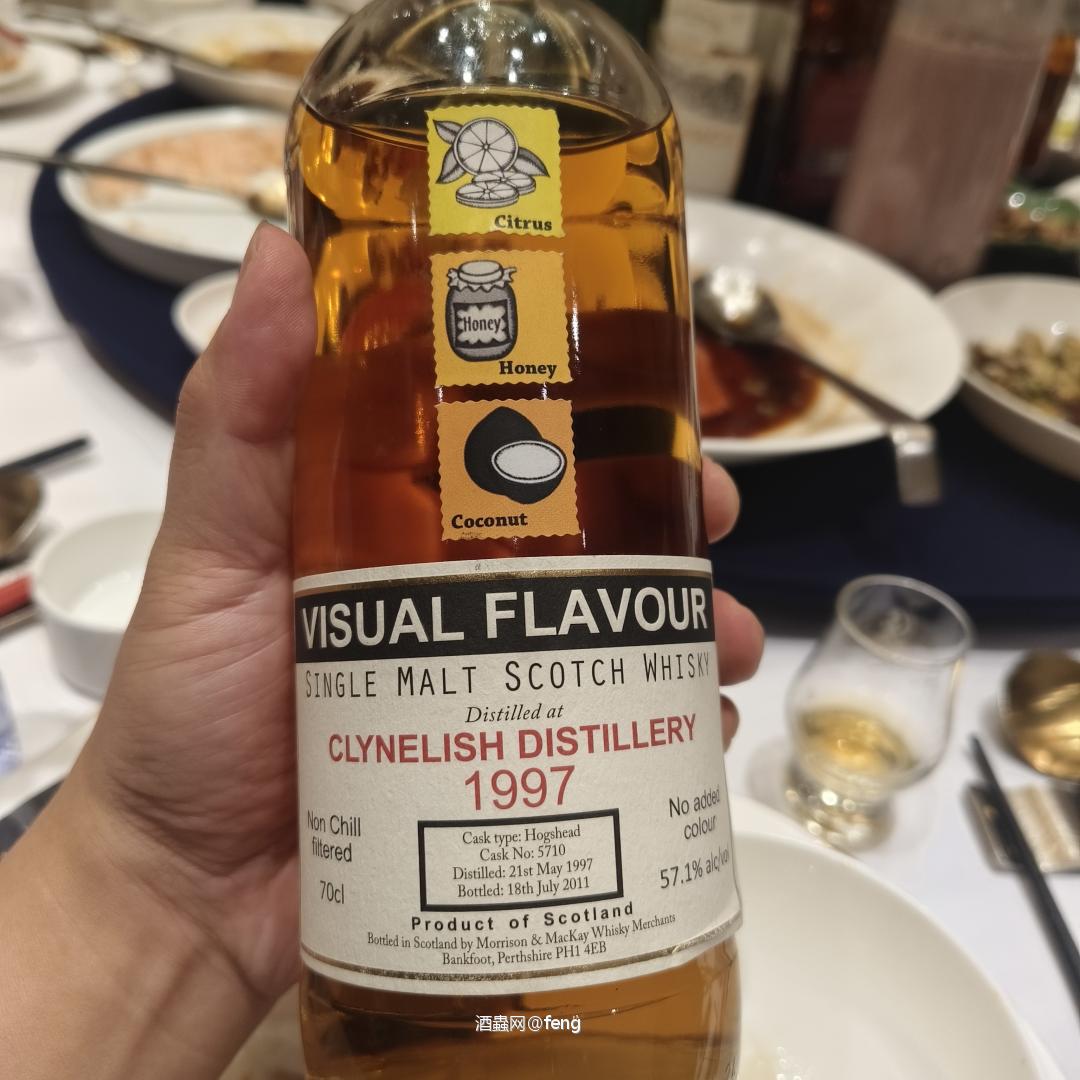 Citrus
Honey
Honey
Coconut
VISUAL FLAVOUR
SINGLE MALT SCOTCH WHISKY
Distilled at
CLYNELISH DISTILLERY
1997
Non Chill
filtered
70cl
Cask type: Hogshead
Cask No: 5710
Distilled: 21st May 1997
Bottled: 18th July 2011
No added
colour
57.1% alc/vol
Product of Scotland
Bottled in Scotland by Morrison & MacKay Whisky Merchants
Bankfoot, Perthshire PH1 4EB
酒蟲网@feng